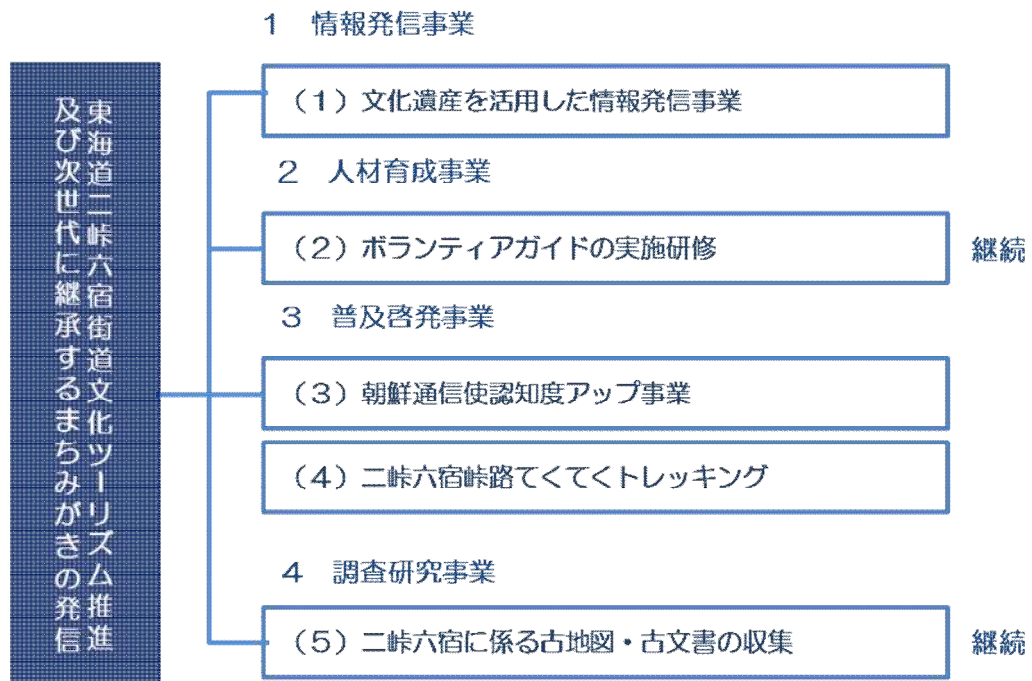 東海道二峠六宿街道文化ツーリズム推進
及び次世代に継承するまちみがきの発信
1 情報発信事業
（1）文化遺産を活用した情報発信事業
2 人材育成事業
（2）ボランティアガイドの実施研修 継続
3 普及啓発事業
（3）朝鮮通信使認知度アップ事業
（4）二峠六宿峠路てくてくトレッキング
4 調査研究事業
（5）二峠六宿に係る古地図・古文書の収集 継続